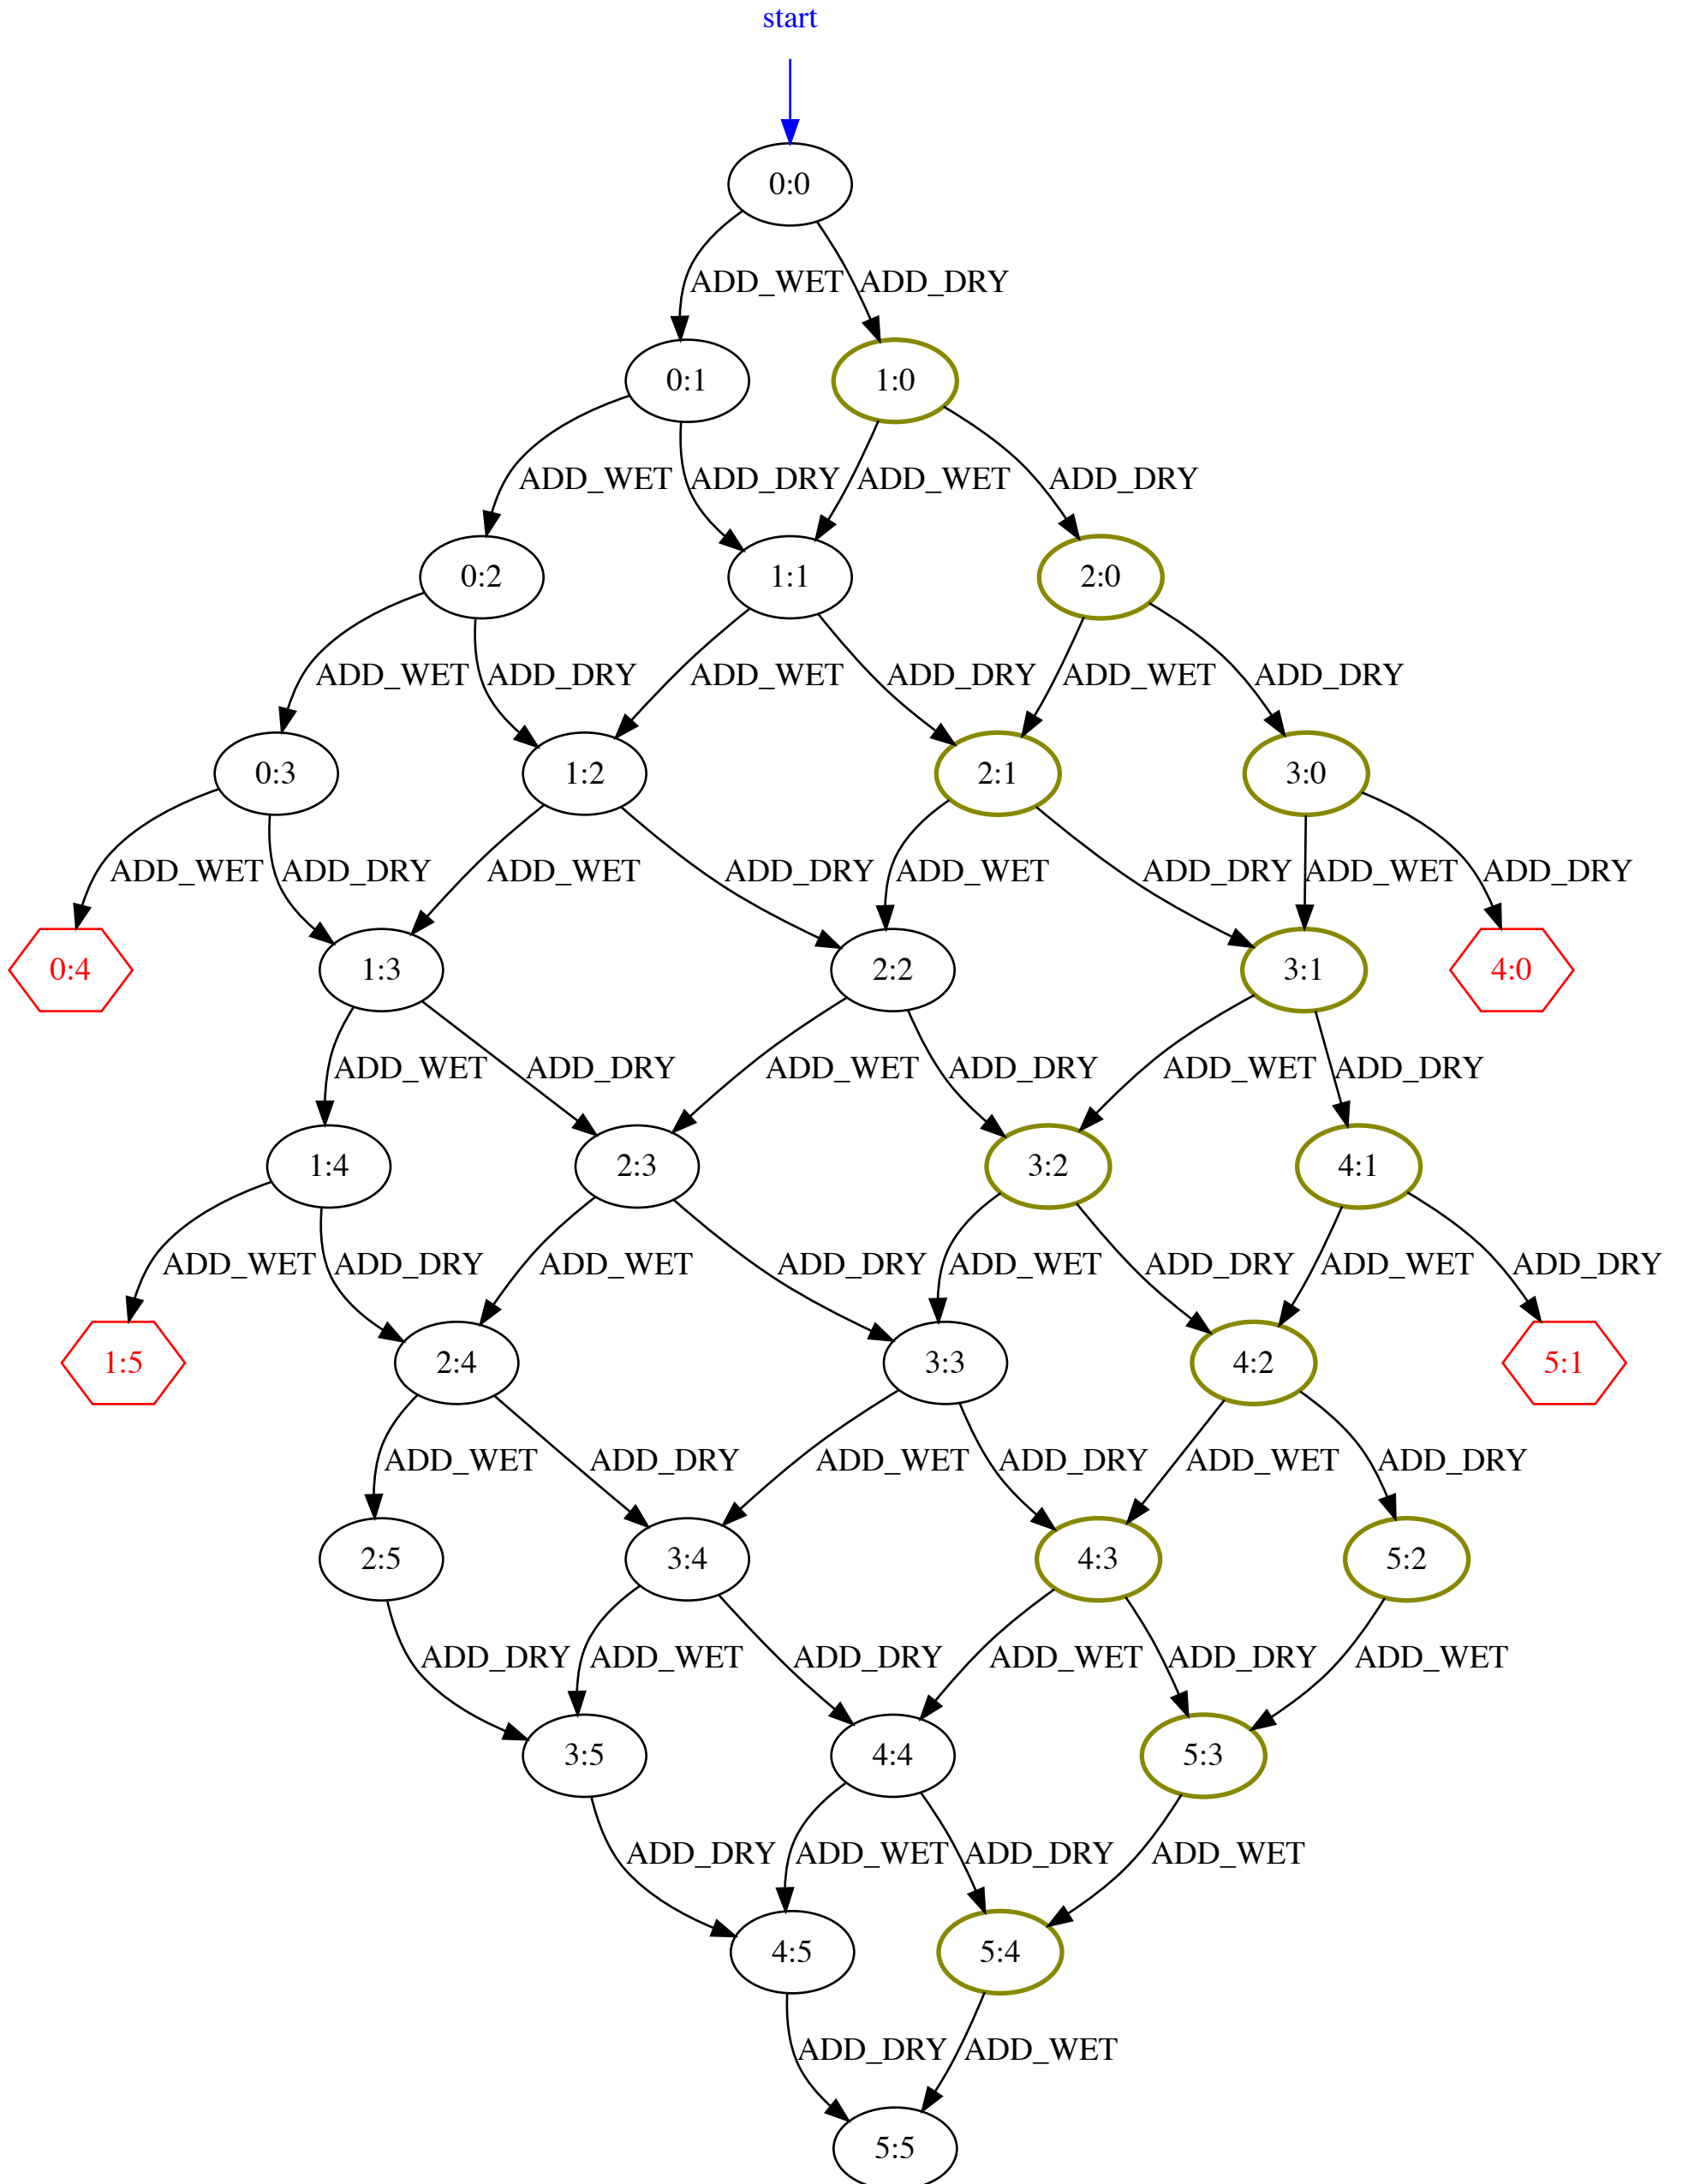 start
0:0
ADD_WET ADD_DRY
0:1 1:0
ADD_WET ADD_DRY ADD_WET ADD_DRY
0:2 1:1 2:0
ADD_WET ADD_DRY ADD_WET ADD_DRY ADD_WET ADD_DRY
0:3 1:2 2:1 3:0
ADD_WET ADD_DRY ADD_WET ADD_DRY ADD_WET ADD_DRY ADD_WET ADD_DRY
0:4 1:3 2:2 3:1 4:0
ADD_WET ADD_DRY ADD_WET ADD_DRY ADD_WET ADD_DRY
1:4 2:3 3:2 4:1
ADD_WET ADD_DRY ADD_WET ADD_DRY ADD_WET ADD_DRY ADD_WET ADD_DRY
1:5 2:4 3:3 4:2 5:1
ADD_WET ADD_DRY ADD_WET ADD_DRY ADD_WET ADD_DRY
2:5 3:4 4:3 5:2
ADD_DRY ADD_WET ADD_DRY ADD_WET ADD_DRY ADD_WET
3:5 4:4 5:3
ADD_DRY ADD_WET ADD_DRY ADD_WET
4:5 5:4
ADD_DRY ADD_WET
5:5